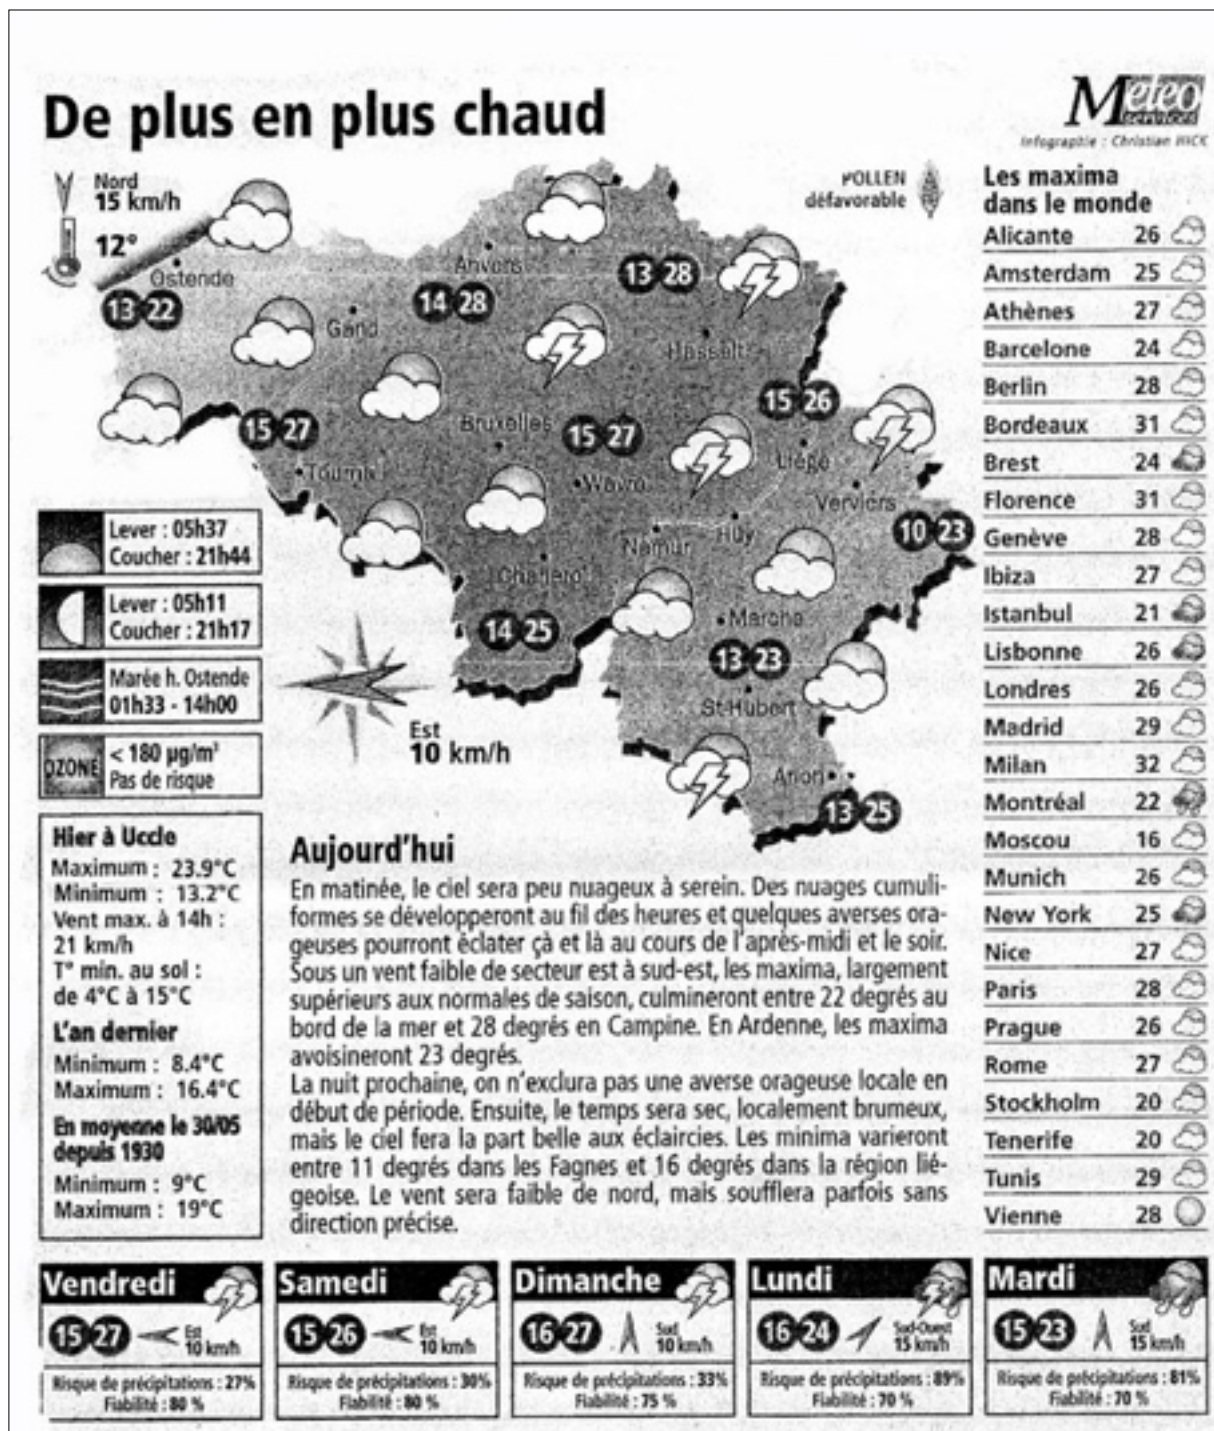 De plus en plus chaud
Meteo
services
Infographie : Christian HICK
Nord
15 km/h
12°
POLLEN
défavorable
Ostende
13 22
Anvers
14 28
13 28
Gand
Hasselt
15 26
15 27
Bruxelles
15 27
Tournai
Wavre
Liège
Verviers
10 23
Namur
Huy
Charleroi
14 25
Marche
13 23
St-Hubert
Arlon
13 25
Est
10 km/h
Lever : 05h37
Coucher : 21h44
Lever : 05h11
Coucher : 21h17
Marée h. Ostende
01h33 - 14h00
OZONE
< 180 µg/m³
Pas de risque
Hier à Uccle
Maximum : 23.9°C
Minimum : 13.2°C
Vent max. à 14h :
21 km/h
T° min. au sol :
de 4°C à 15°C
L'an dernier
Minimum : 8.4°C
Maximum : 16.4°C
En moyenne le 30/05
depuis 1930
Minimum : 9°C
Maximum : 19°C
Aujourd'hui
En matinée, le ciel sera peu nuageux à serein. Des nuages cumuli-
formes se développeront au fil des heures et quelques averses ora-
geuses pourront éclater çà et là au cours de l'après-midi et le soir.
Sous un vent faible de secteur est à sud-est, les maxima, largement
supérieurs aux normales de saison, culmineront entre 22 degrés au
bord de la mer et 28 degrés en Campine. En Ardenne, les maxima
avoisineront 23 degrés.
La nuit prochaine, on n'exclura pas une averse orageuse locale en
début de période. Ensuite, le temps sera sec, localement brumeux,
mais le ciel fera la part belle aux éclaircies. Les minima varieront
entre 11 degrés dans les Fagnes et 16 degrés dans la région lié-
geoise. Le vent sera faible de nord, mais soufflera parfois sans
direction précise.
Les maxima
dans le monde
Alicante 26
Amsterdam 25
Athènes 27
Barcelone 24
Berlin 28
Bordeaux 31
Brest 24
Florence 31
Genève 28
Ibiza 27
Istanbul 21
Lisbonne 26
Londres 26
Madrid 29
Milan 32
Montréal 22
Moscou 16
Munich 26
New York 25
Nice 27
Paris 28
Prague 26
Rome 27
Stockholm 20
Tenerife 20
Tunis 29
Vienne 28
Vendredi
15 27
Est
10 km/h
Risque de précipitations : 27%
Fiabilité : 80 %
Samedi
15 26
Est
10 km/h
Risque de précipitations : 30%
Fiabilité : 80 %
Dimanche
16 27
Sud
10 km/h
Risque de précipitations : 33%
Fiabilité : 75 %
Lundi
16 24
Sud-Ouest
15 km/h
Risque de précipitations : 89%
Fiabilité : 70 %
Mardi
15 23
Sud
15 km/h
Risque de précipitations : 81%
Fiabilité : 70 %